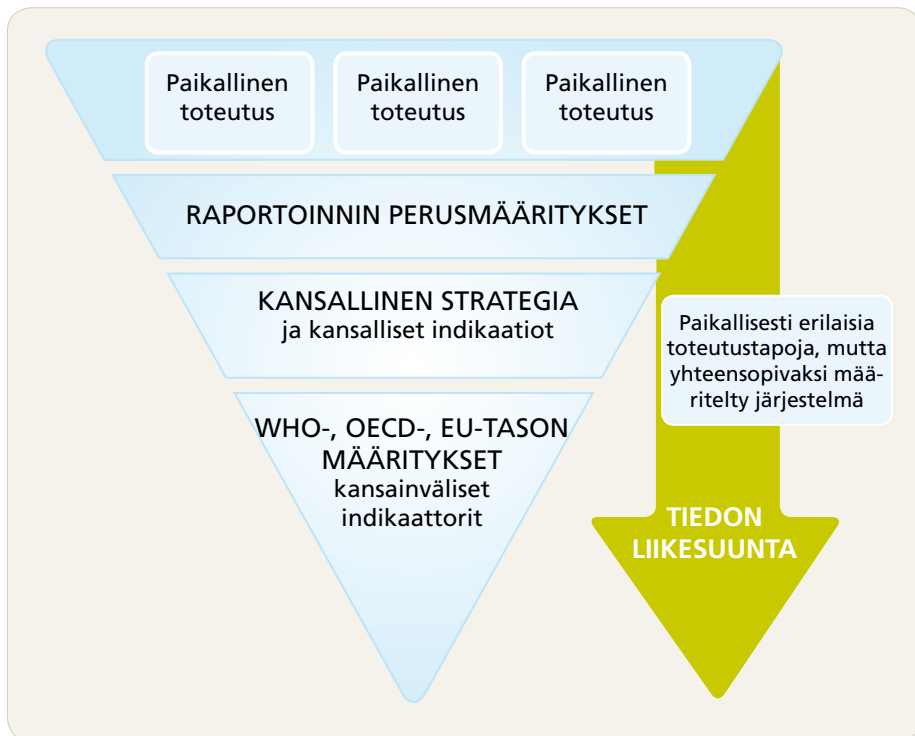 Paikallinen
toteutus
Paikallinen
toteutus
Paikallinen
toteutus
RAPORTOINNIN PERUSMÄÄRITYKSET
KANSALLINEN STRATEGIA
ja kansalliset indikaatiot
WHO-, OECD-, EU-TASON
MÄÄRITYKSET
kansainväliset
indikaattorit
Paikallisesti erilaisia
toteutustapoja, mutta
yhteensopivaksi mää-
ritelty järjestelmä
TIEDON
LIIKESUUNTA